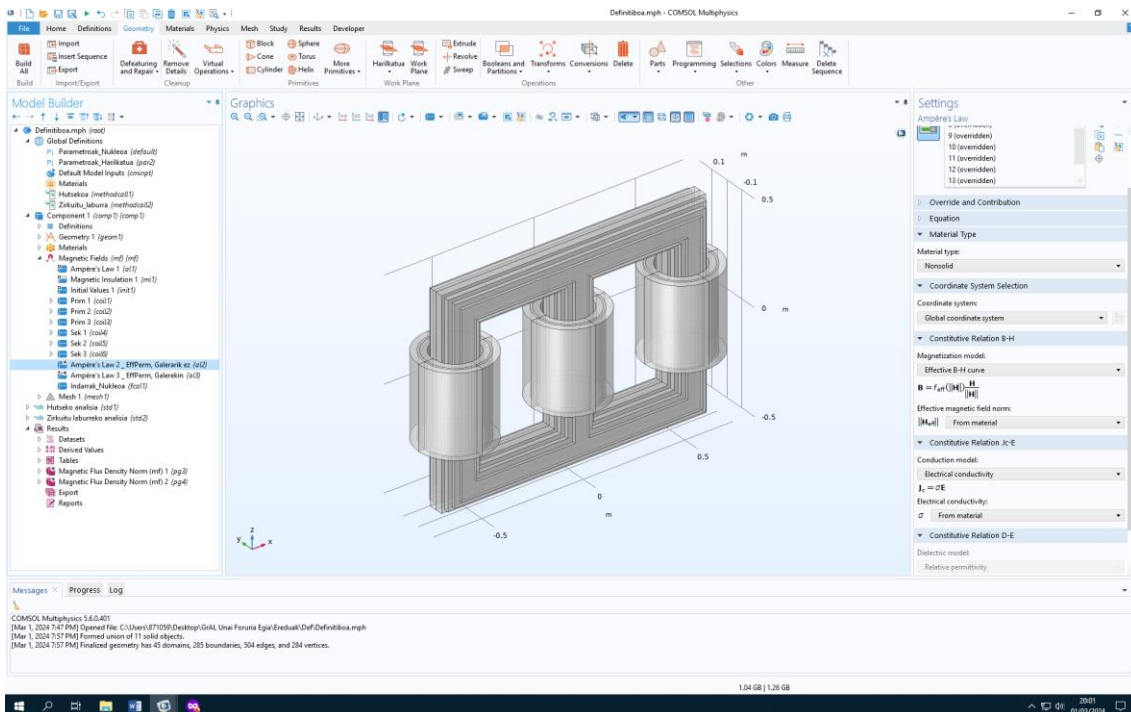 Definitiboa.mph - COMSOL Multiphysics
File Home Definitions Geometry Materials Physics Mesh Study Results Developer
Build All
Import
Insert Sequence
Export
Defeaturing and Repair
Remove Details
Virtual Operations
Block
Cone
Cylinder
Sphere
Torus
Helix
More Primitives
Harilkatua
Work Plane
Extrude
Revolve
Sweep
Booleans and Partitions
Transforms
Conversions
Delete
Parts
Programming
Selections
Colors
Measure
Delete Sequence
Build Import/Export Cleanup Primitives Work Plane Operations Other
Model Builder
Definitiboa.mph (root)
Global Definitions
Pi Parametroak_Nukleoa (default)
Pi Parametroak_Harilkatua (par2)
Default Model Inputs (cminpt)
Materials
Hutsekoa (methodcall1)
Zirkuitu_laburra (methodcall2)
Component 1 (comp1) (comp1)
Definitions
Geometry 1 (geom1)
Materials
Magnetic Fields (mf) (mf)
Ampère's Law 1 (al1)
Magnetic Insulation 1 (mi1)
Initial Values 1 (init1)
Prim 1 (coil1)
Prim 2 (coil2)
Prim 3 (coil3)
Sek 1 (coil4)
Sek 2 (coil5)
Sek 3 (coil6)
Ampère's Law 2 _ EffPerm, Galerarik ez (al2)
Ampère's Law 3 _ EffPerm, Galerekin (al3)
Indarrak_Nukleoa (fcal1)
Mesh 1 (mesh1)
Hutseko analisia (std1)
Zirkuitu laburreko analisia (std2)
Results
Datasets
Derived Values
Tables
Magnetic Flux Density Norm (mf) 1 (pg3)
Magnetic Flux Density Norm (mf) 2 (pg4)
Export
Reports
Graphics
m
0.1
-0.1
0.5
0 m
-0.5
0.5
0
m
-0.5
z
y x
Settings
Ampère's Law
9 (overridden)
10 (overridden)
11 (overridden)
12 (overridden)
13 (overridden)
Override and Contribution
Equation
Material Type
Material type:
Nonsolid
Coordinate System Selection
Coordinate system:
Global coordinate system
Constitutive Relation B-H
Magnetization model:
Effective B-H curve
B = f_eff(||H||) H/||H||
Effective magnetic field norm:
||H_eff|| From material
Constitutive Relation Jc-E
Conduction model:
Electrical conductivity
J_c = σE
Electrical conductivity:
σ From material
Constitutive Relation D-E
Dielectric model:
Relative permittivity
Messages Progress Log
COMSOL Multiphysics 5.6.0.401
[Mar 1, 2024 7:47 PM] Opened file: C:\Users\871059\Desktop\GrAL Unai Foruria Egia\Ereduak\Def\Definitiboa.mph
[Mar 1, 2024 7:57 PM] Formed union of 11 solid objects.
[Mar 1, 2024 7:57 PM] Finalized geometry has 45 domains, 285 boundaries, 504 edges, and 284 vertices.
1.04 GB | 1.26 GB
20:01
01/03/2024